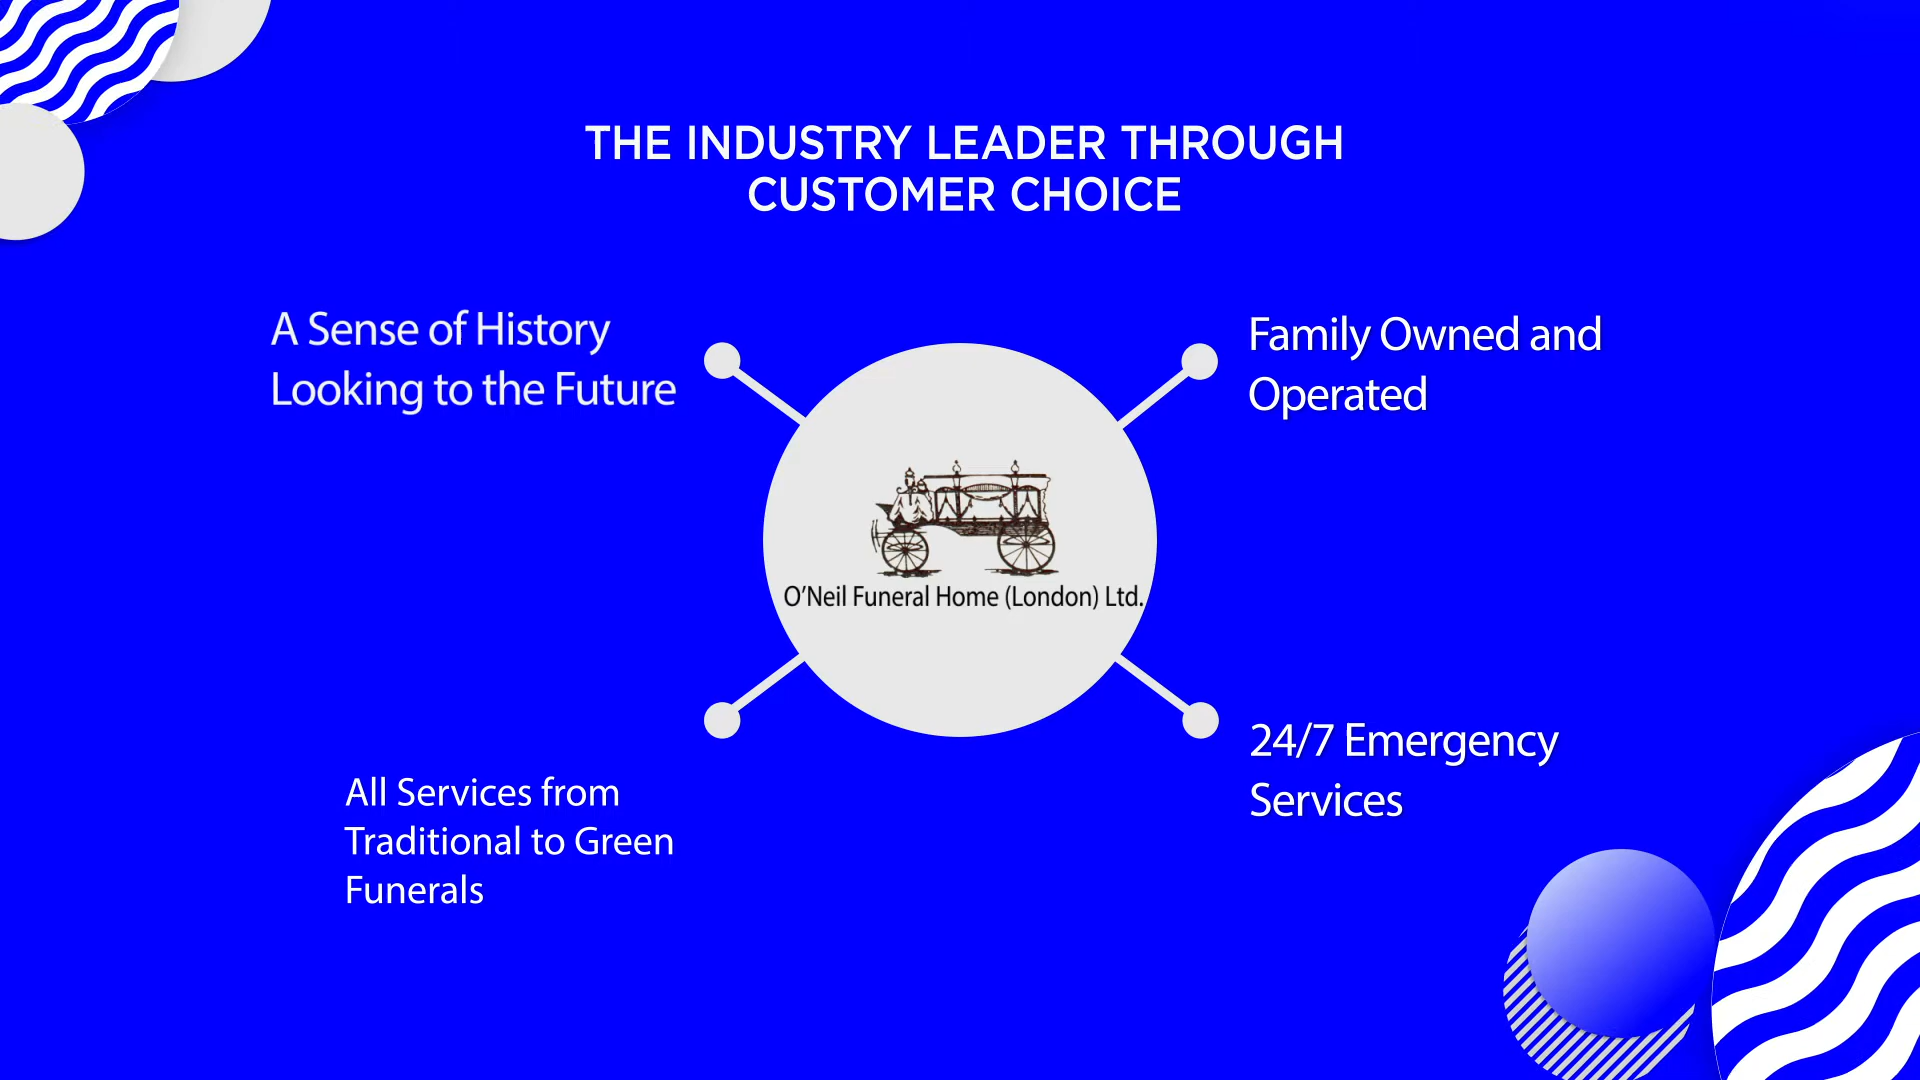 THE INDUSTRY LEADER THROUGH
CUSTOMER CHOICE
A Sense of History
Looking to the Future
Family Owned and
Operated
O’Neil Funeral Home (London) Ltd.
All Services from
Traditional to Green
Funerals
24/7 Emergency
Services